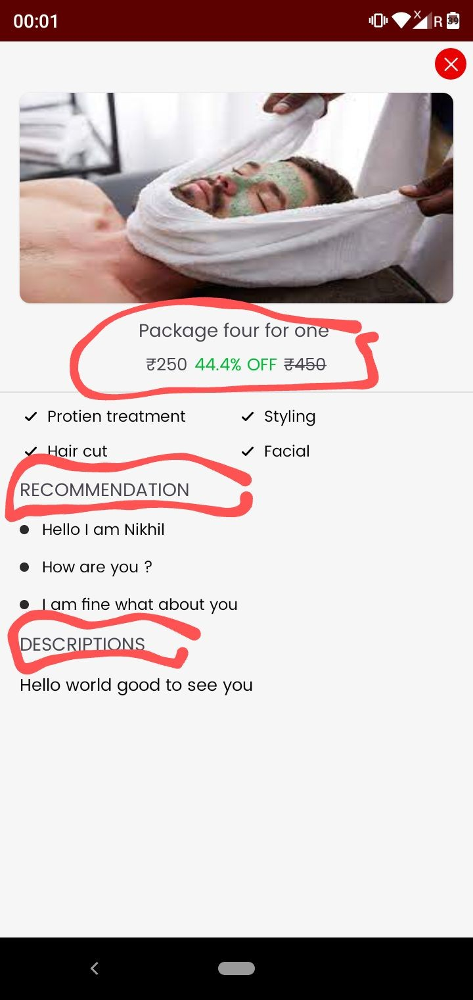 00:01 R 39
Package four for one
₹250 44.4% OFF ₹450
Protien treatment Styling
Hair cut Facial
RECOMMENDATION
Hello I am Nikhil
How are you ?
I am fine what about you
DESCRIPTIONS
Hello world good to see you